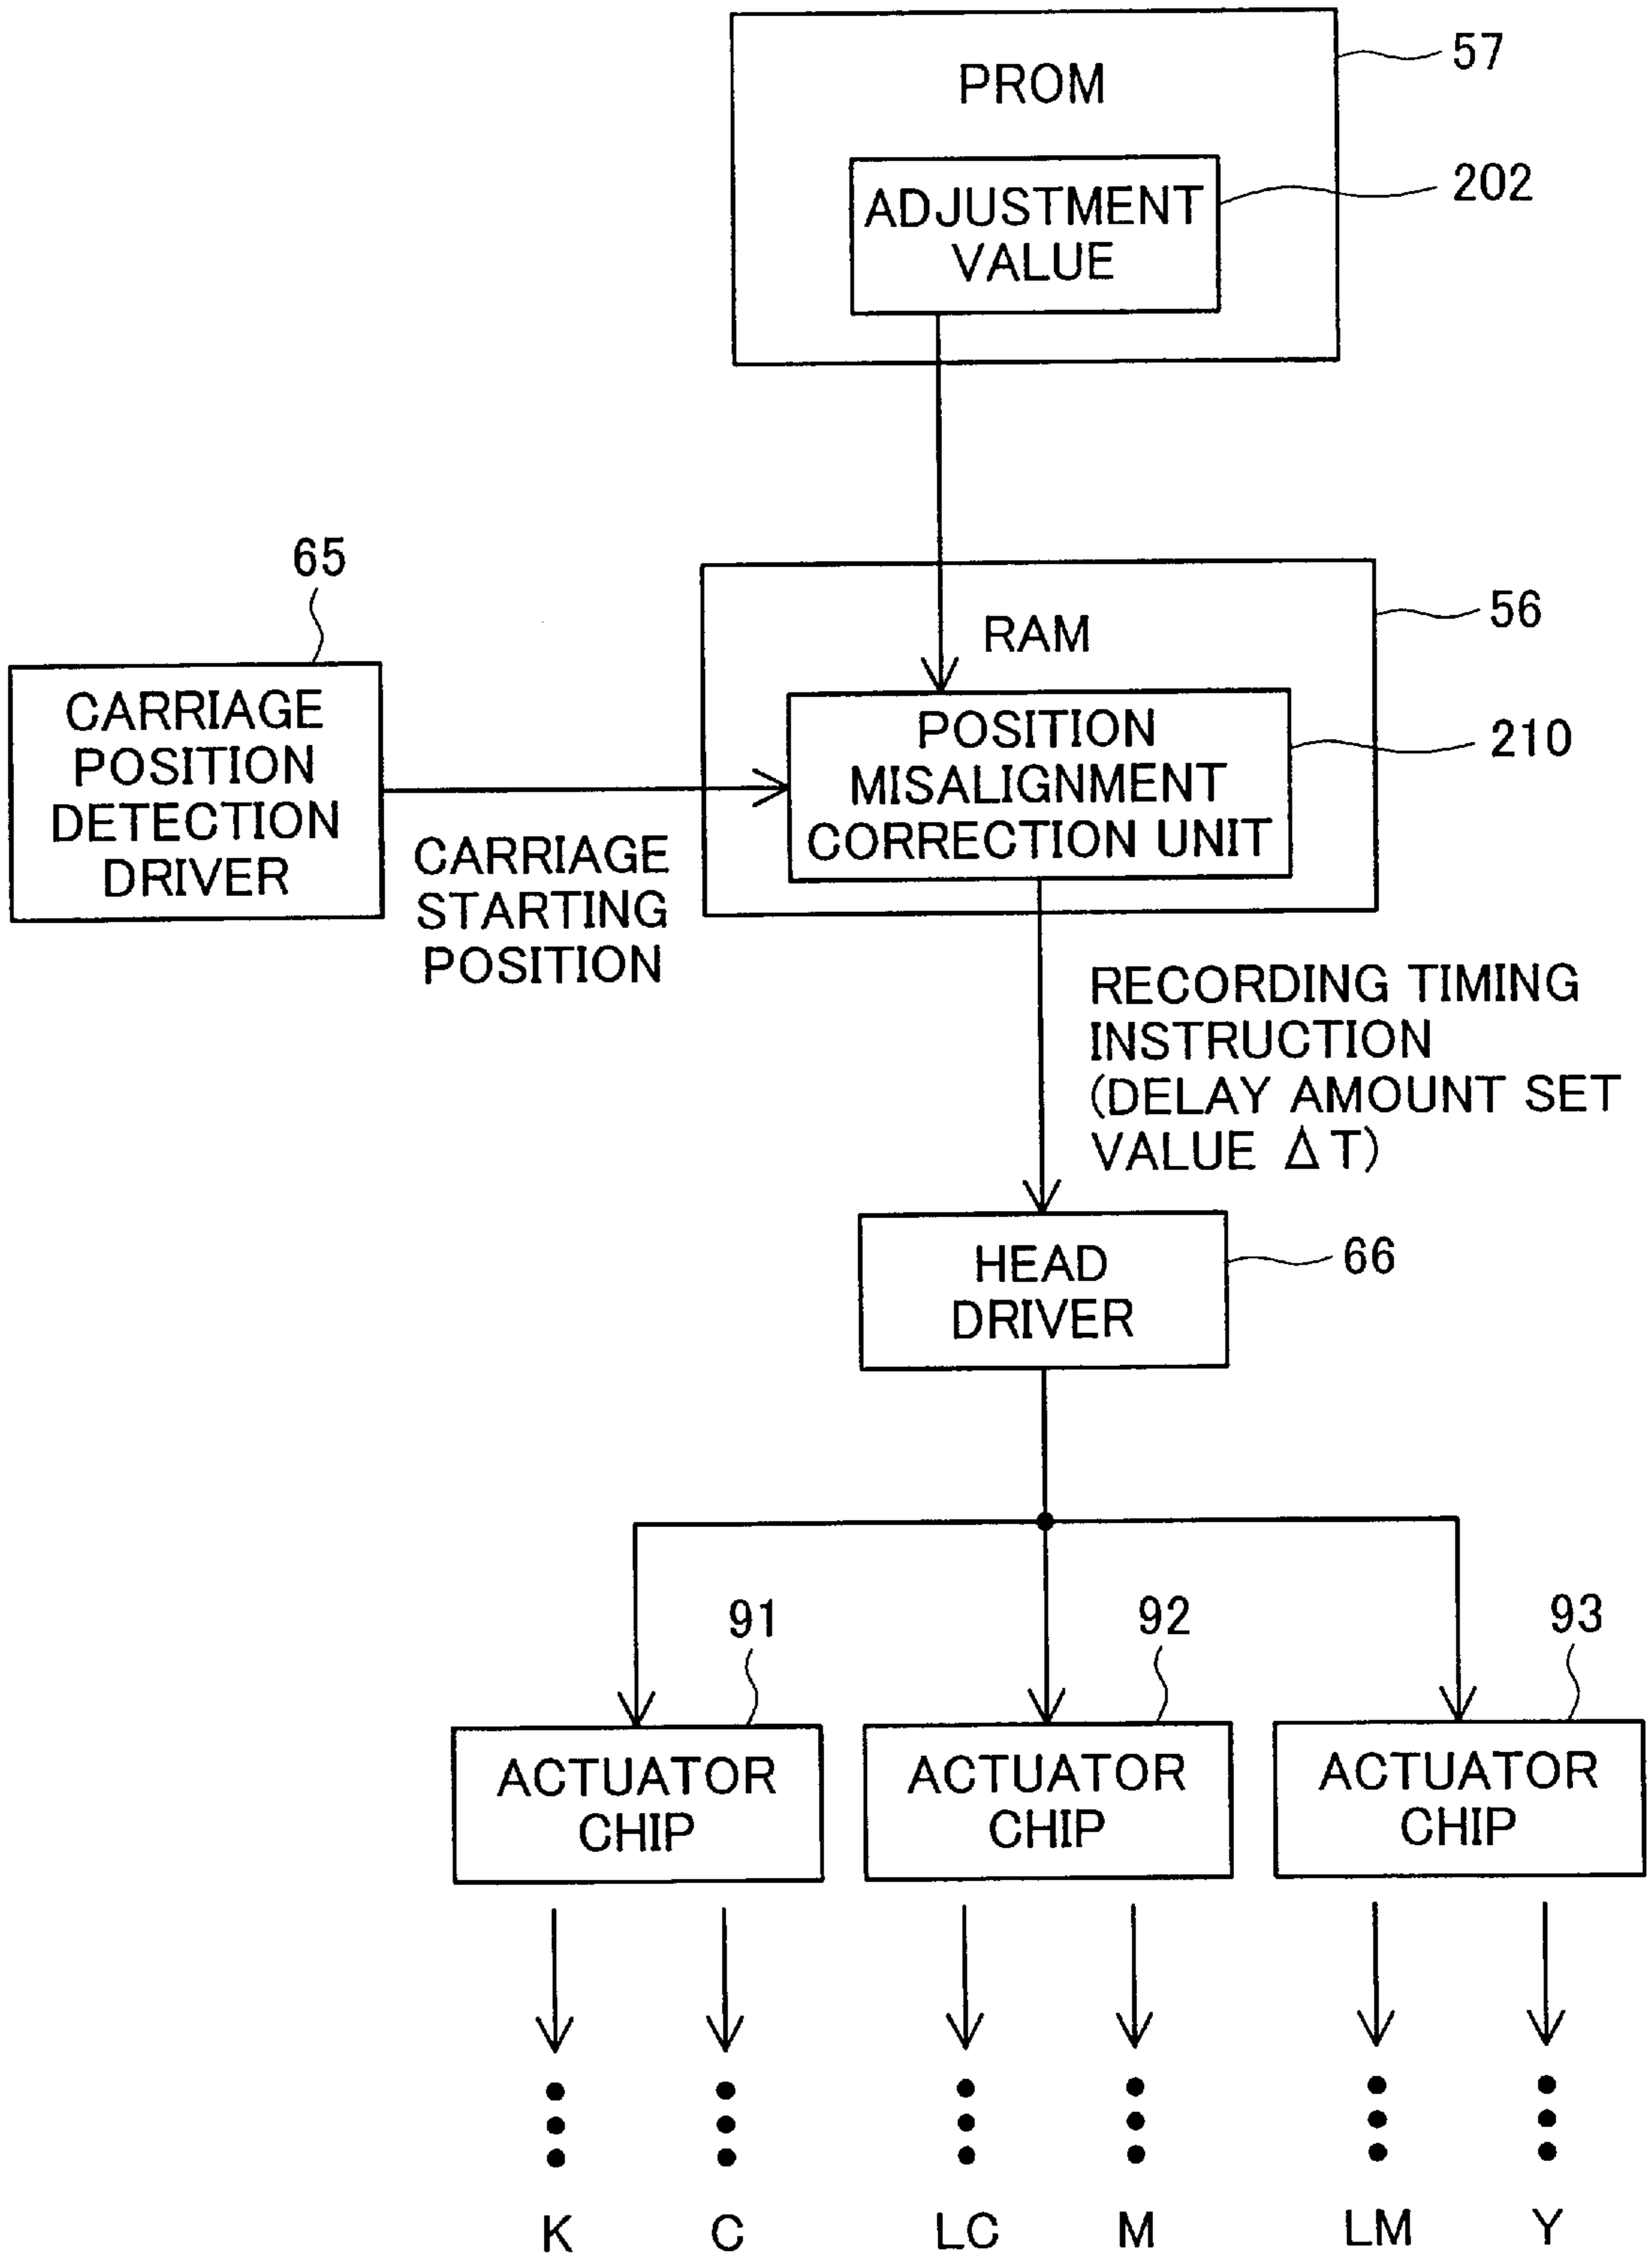 57
PROM
202
ADJUSTMENT
VALUE
65
56
RAM
CARRIAGE
POSITION
DETECTION
DRIVER
210
POSITION
MISALIGNMENT
CORRECTION UNIT
CARRIAGE
STARTING
POSITION
RECORDING TIMING
INSTRUCTION
(DELAY AMOUNT SET
VALUE ΔT)
66
HEAD
DRIVER
91
92
93
ACTUATOR
CHIP
ACTUATOR
CHIP
ACTUATOR
CHIP
K
C
LC
M
LM
Y